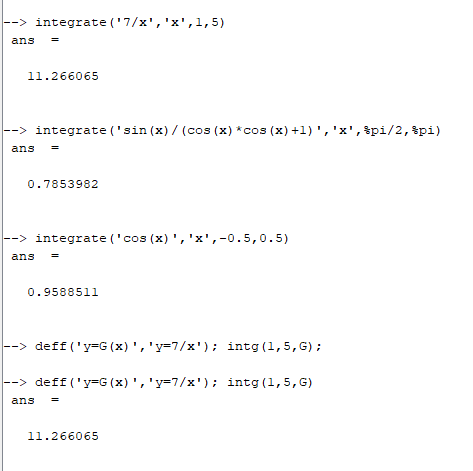 --> integrate('7/x','x',1,5)
ans  =
11.266065
--> integrate('sin(x)/(cos(x)*cos(x)+1)','x',%pi/2,%pi)
ans  =
0.7853982
--> integrate('cos(x)','x',-0.5,0.5)
ans  =
0.9588511
--> deff('y=G(x)','y=7/x'); intg(1,5,G);
--> deff('y=G(x)','y=7/x'); intg(1,5,G)
ans  =
11.266065